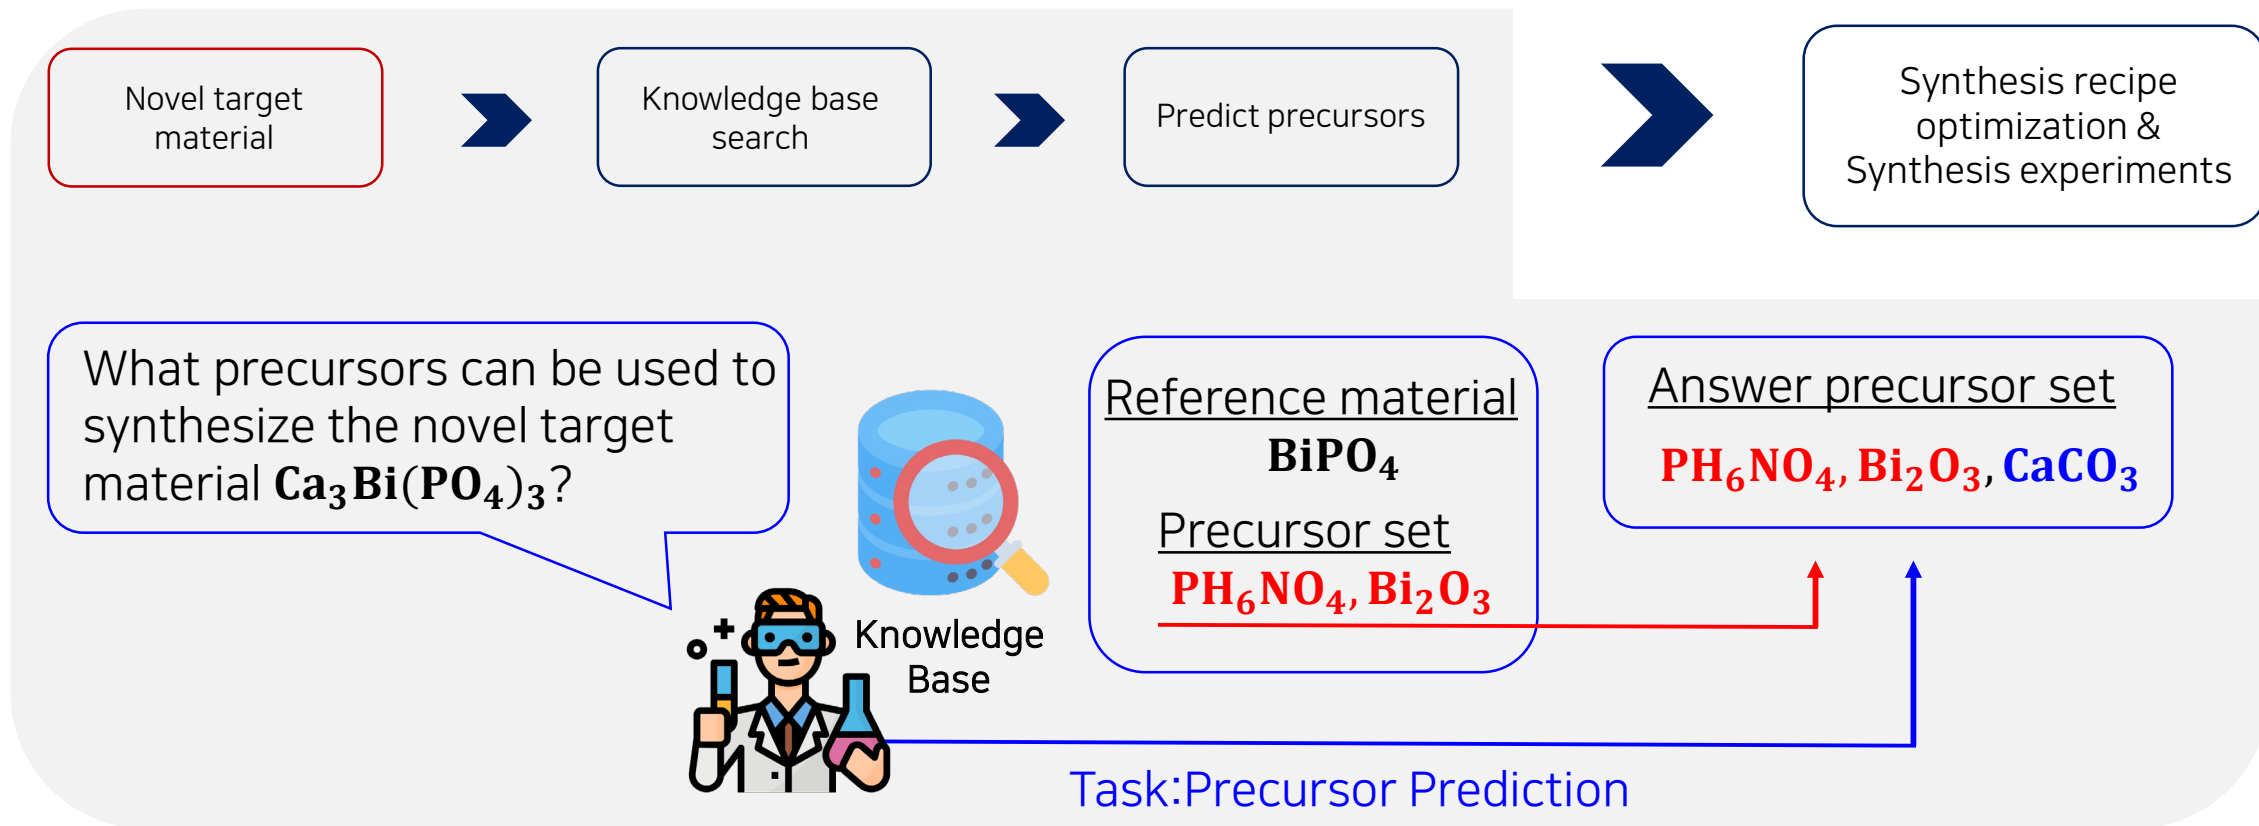 Novel target
material
Knowledge base
search
Predict precursors
Synthesis recipe
optimization &
Synthesis experiments
What precursors can be used to
synthesize the novel target
material Ca₃Bi(PO₄)₃?
Knowledge
Base
Reference material
BiPO₄
Precursor set
PH₆NO₄, Bi₂O₃
Answer precursor set
PH₆NO₄, Bi₂O₃, CaCO₃
Task:Precursor Prediction